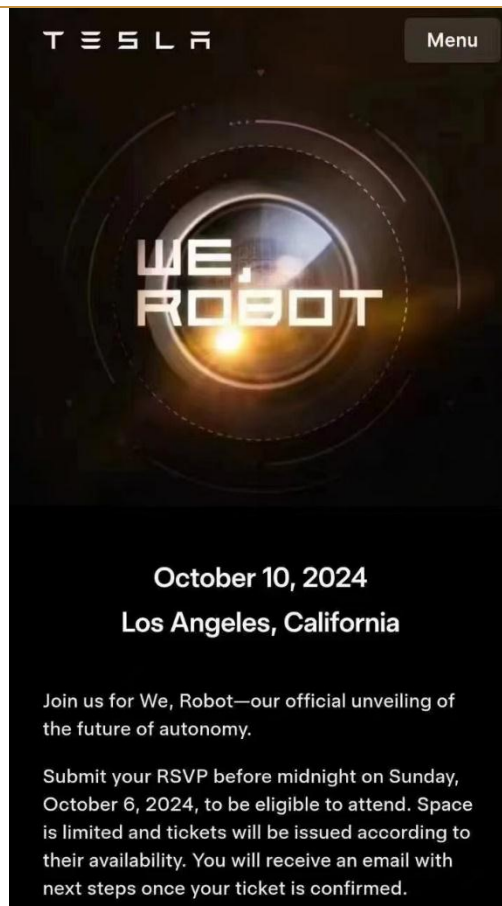 TESLA
Menu
WE,
ROBOT
October 10, 2024
Los Angeles, California
Join us for We, Robot—our official unveiling of
the future of autonomy.
Submit your RSVP before midnight on Sunday,
October 6, 2024, to be eligible to attend. Space
is limited and tickets will be issued according to
their availability. You will receive an email with
next steps once your ticket is confirmed.